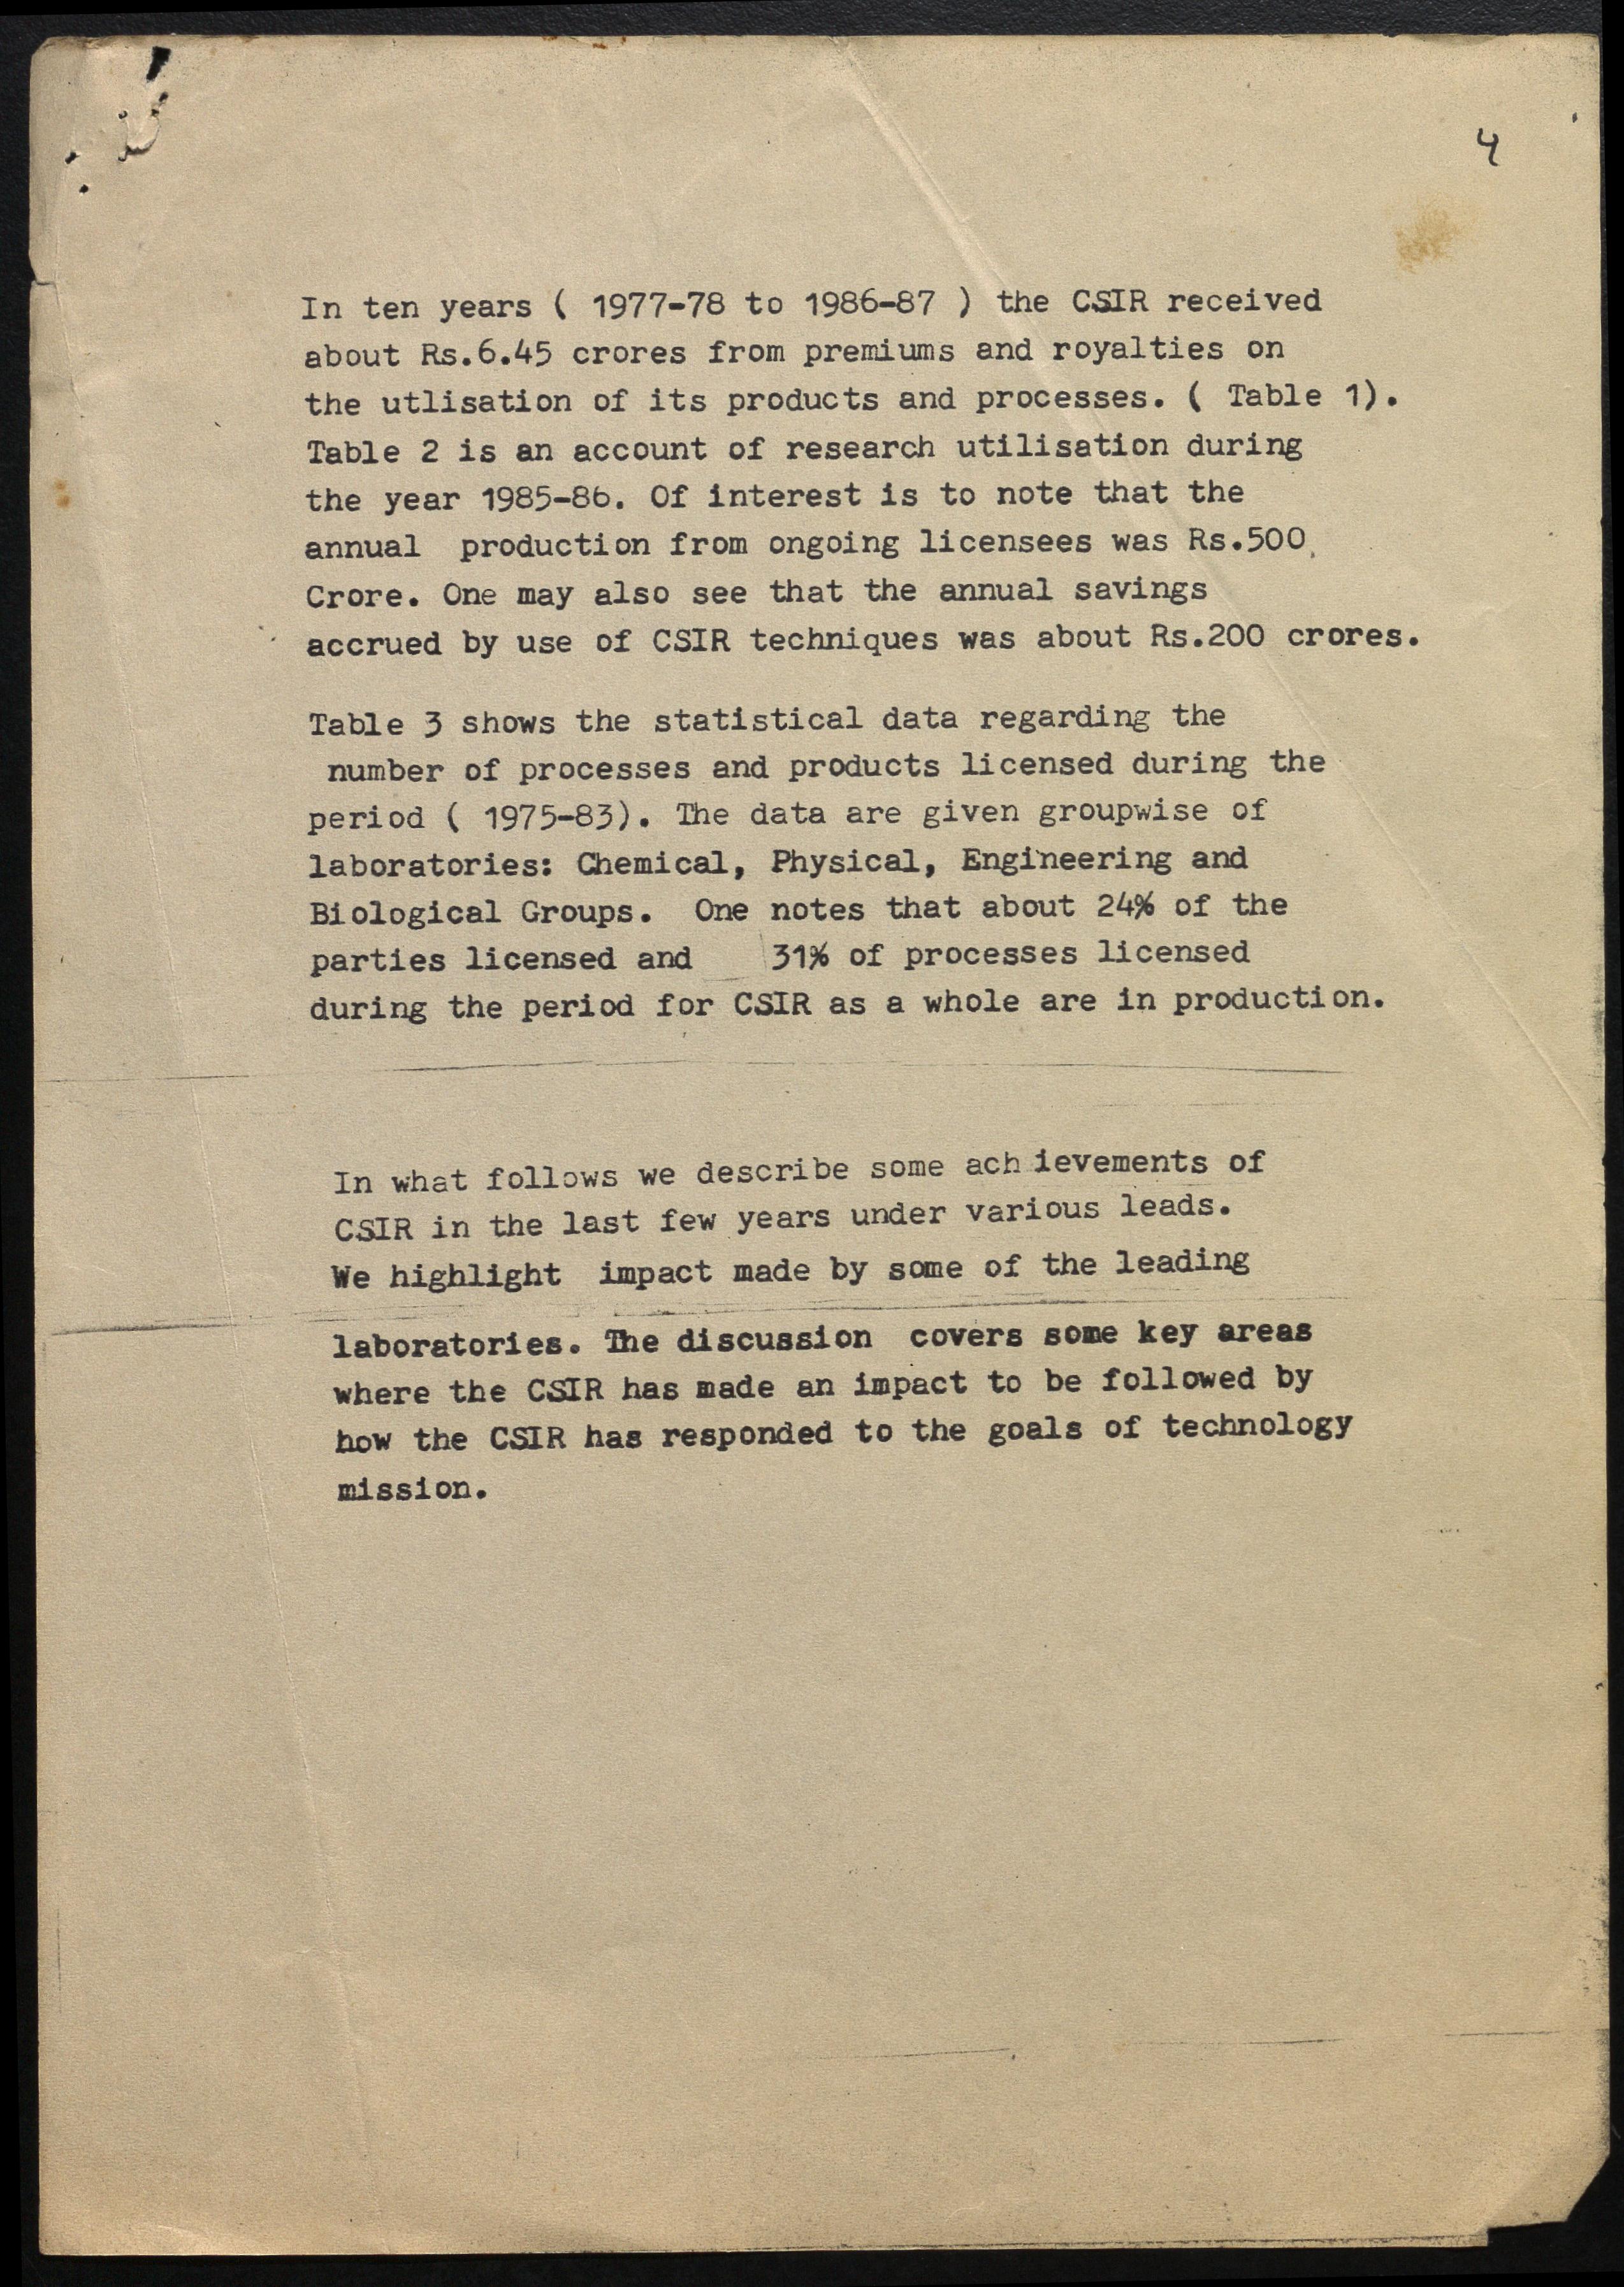 4
In ten years ( 1977-78 to 1986-87 ) the CSIR received
about Rs.6.45 crores from premiums and royalties on
the utlisation of its products and processes. ( Table 1).
Table 2 is an account of research utilisation during
the year 1985-86. Of interest is to note that the
annual production from ongoing licensees was Rs.500
Crore. One may also see that the annual savings
accrued by use of CSIR techniques was about Rs.200 crores.
Table 3 shows the statistical data regarding the
number of processes and products licensed during the
period ( 1975-83). The data are given groupwise of
laboratories: Chemical, Physical, Engineering and
Biological Groups. One notes that about 24% of the
parties licensed and 31% of processes licensed
during the period for CSIR as a whole are in production.
In what follows we describe some ach ievements of
CSIR in the last few years under various leads.
We highlight impact made by some of the leading
laboratories. The discussion covers some key areas
where the CSIR has made an impact to be followed by
how the CSIR has responded to the goals of technology
mission.